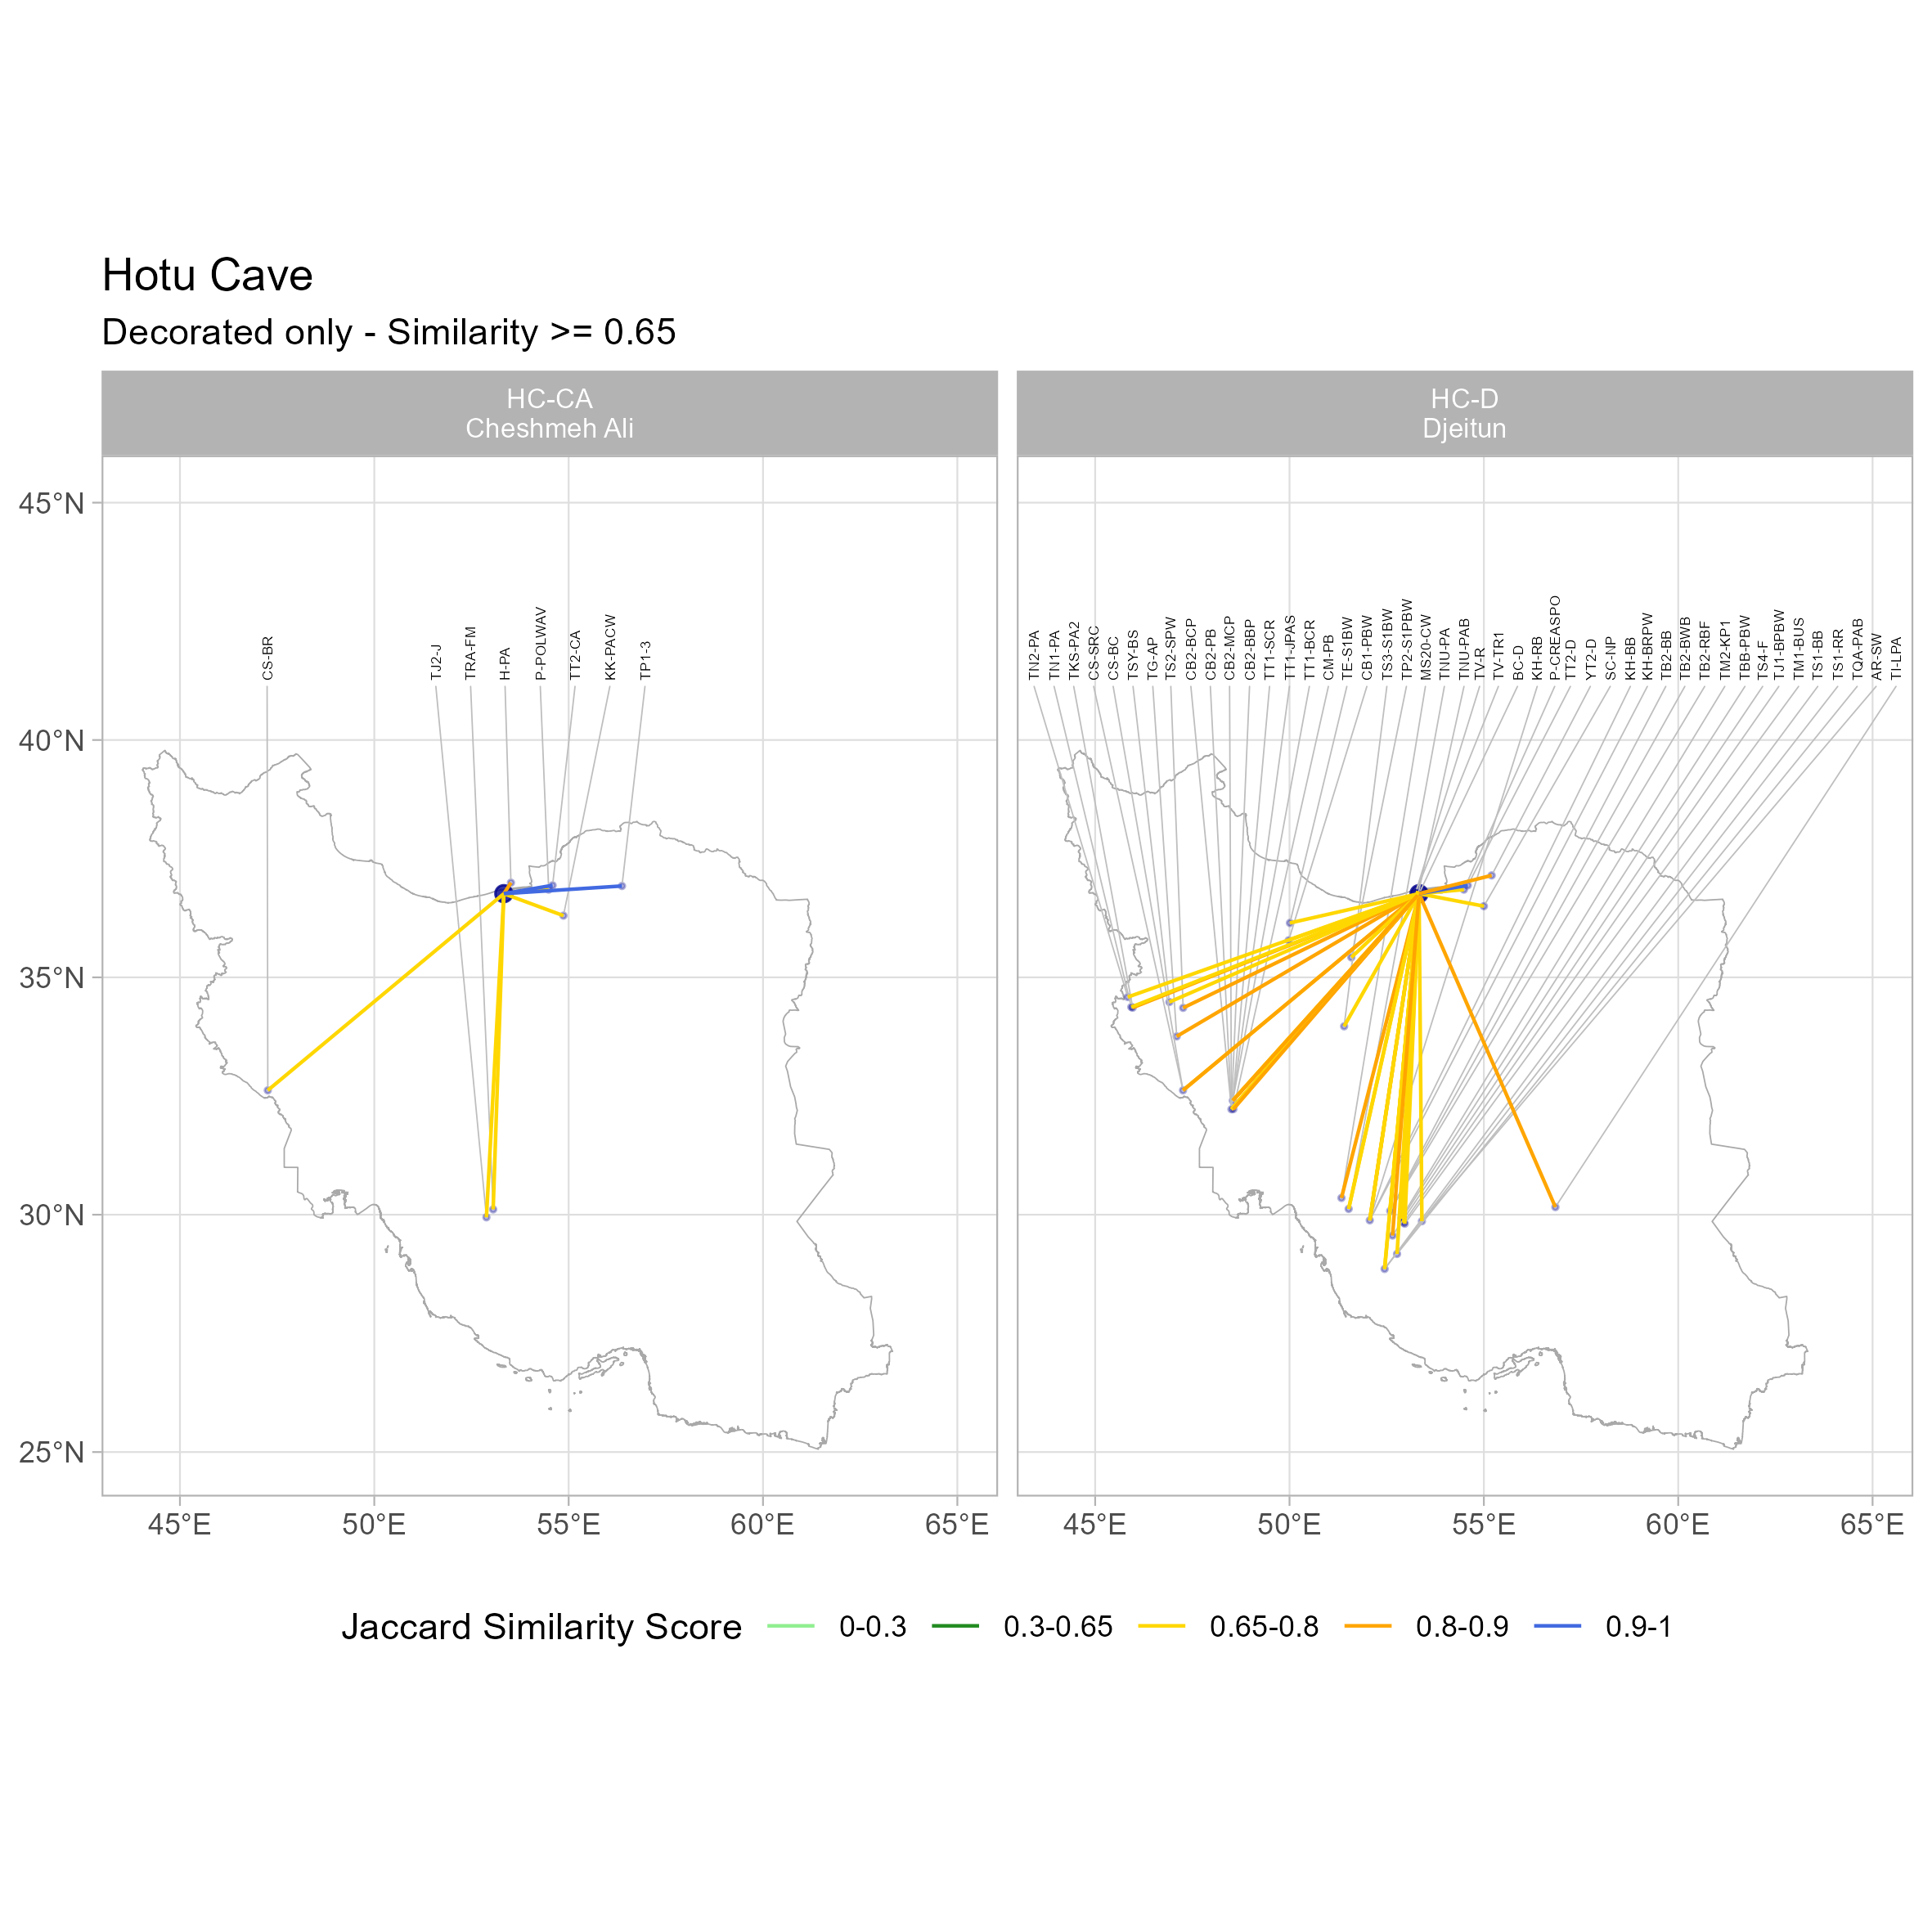 Hotu Cave
Decorated only - Similarity >= 0.65
HC-CA
Cheshmeh Ali
HC-D
Djeitun
45°N
40°N
35°N
30°N
25°N
CS-BR
TJ2-J
TRA-FM
H-PA
P-POLWAV
TT2-CA
KK-PACW
TP1-3
TN2-PA
TN1-PA
TKS-PA2
CS-SRC
CS-BC
TSY-BS
TG-AP
TS2-SPW
CB2-BCP
CB2-PB
CB2-MCP
CB2-BBP
TT1-SCR
TT1-JPAS
TT1-BCR
CM-PB
TE-S1BW
CB1-PBW
TS3-S1BW
TP2-S1PBW
MS20-CW
TNU-PA
TNU-PAB
TV-R
TV-TR1
BC-D
KH-RB
P-CREASPO
TT2-D
YT2-D
SC-NP
KH-BB
KH-BRPW
TB2-BB
TB2-BWB
TB2-RBF
TM2-KP1
TBB-PBW
TS4-F
TJ1-BPBW
TM1-BUS
TS1-BB
TS1-RR
TQA-PAB
AR-SW
TI-LPA
45°E 50°E 55°E 60°E 65°E
45°E 50°E 55°E 60°E 65°E
Jaccard Similarity Score 0-0.3 0.3-0.65 0.65-0.8 0.8-0.9 0.9-1